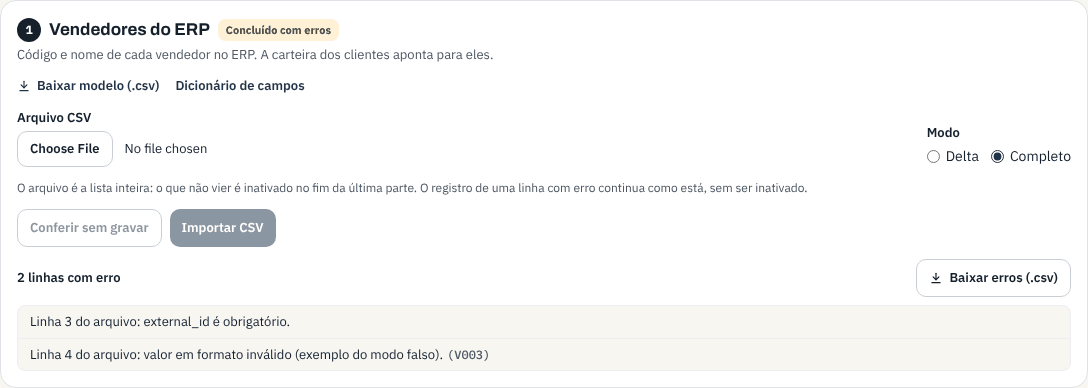 1 Vendedores do ERP Concluído com erros
Código e nome de cada vendedor no ERP. A carteira dos clientes aponta para eles.
Baixar modelo (.csv) Dicionário de campos
Arquivo CSV
Choose File No file chosen
Modo
Delta Completo
O arquivo é a lista inteira: o que não vier é inativado no fim da última parte. O registro de uma linha com erro continua como está, sem ser inativado.
Conferir sem gravar Importar CSV
2 linhas com erro Baixar erros (.csv)
Linha 3 do arquivo: external_id é obrigatório.
Linha 4 do arquivo: valor em formato inválido (exemplo do modo falso). (V003)